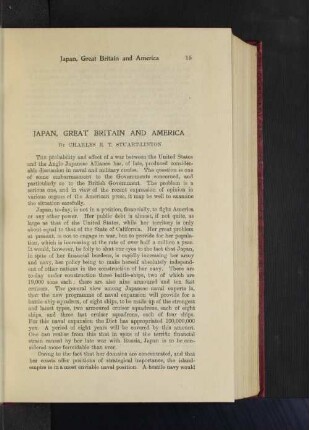 Japan, Great Britain and America 15
JAPAN, GREAT BRITAIN AND AMERICA
By CHARLES E. T. STUART-LINTON
THE probability and effect of a war between the United States
and the Anglo-Japanese Alliance has, of late, produced consider-
able discussion in naval and military circles. The question is one
of some embarrassment to the Governments concerned, and
particularly so to the British Government. The problem is a
serious one, and in view of the recent expression of opinion in
various organs of the American press, it may be well to examine
the situation carefully.
Japan, to-day, is not in a position, financially, to fight America
or any other power. Her public debt is almost, if not quite, as
large as that of the United States, while her territory is only
about equal to that of the State of California. Her great problem
at present, is not to engage in war, but to provide for her popula-
tion, which is increasing at the rate of over half a million a year.
It would, however, be folly to shut our eyes to the fact that Japan,
in spite of her financial burdens, is rapidly increasing her army
and navy, her policy being to make herself absolutely independ-
ent of other nations in the construction of her navy. There are
to-day under construction three battle-ships, two of which are
19,000 tons each; there are also nine armoured and ten fast
cruisers. The general view among Japanese naval experts is,
that the new programme of naval expansion will provide for a
battle-ship squadron, of eight ships, to be made up of the strongest
and latest types, two armoured cruiser squadrons, each of eight
ships, and three fast cruiser squadrons, each of four ships.
For this naval expansion the Diet has appropriated 100,000,000
yen. A period of eight years will be covered by this amount.
One can realise from this that in spite of the terrific financial
strain caused by her late war with Russia, Japan is to be con-
sidered more formidable than ever.
Owing to the fact that her domains are concentrated, and that
her coasts offer positions of strategical importance, the island-
empire is in a most enviable naval position. A hostile navy would